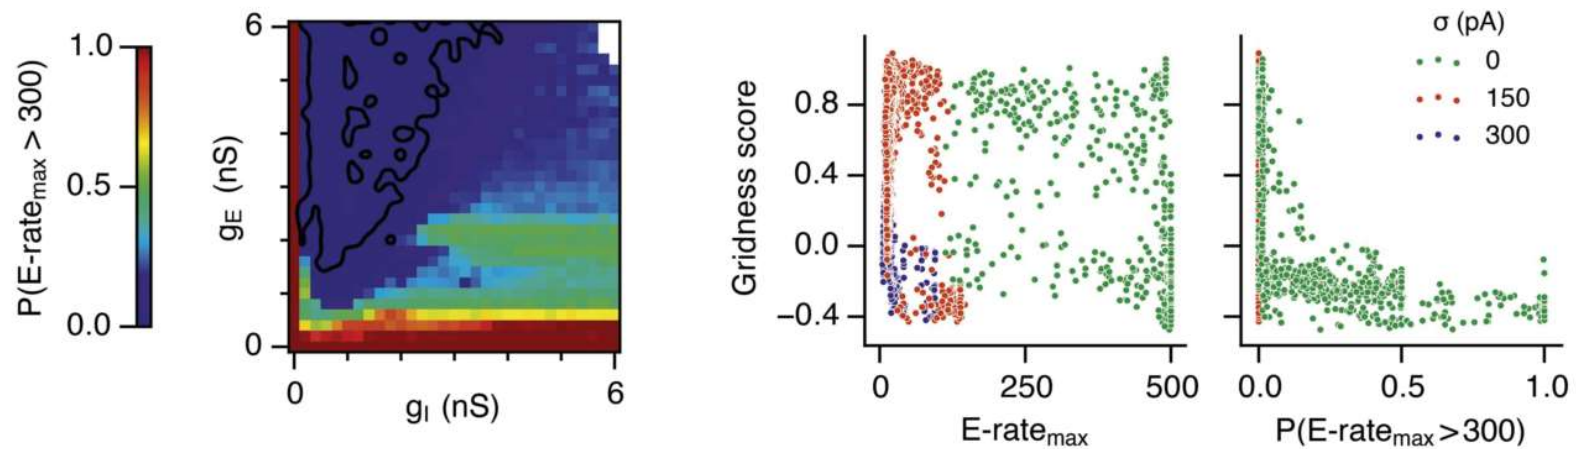 P(E-rate_max > 300)
1.0
0.5
0.0
g_E (nS)
6
0
0
6
g_I (nS)
Gridness score
0.8
0.4
0.0
−0.4
0
250
500
E-rate_max
0.0
0.5
1.0
P(E-rate_max >300)
σ (pA)
0
150
300